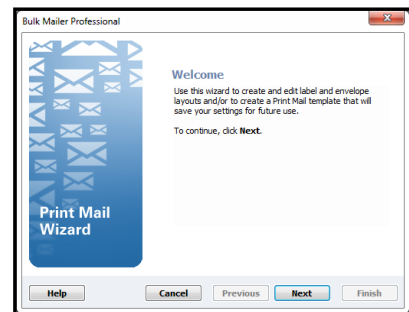 Bulk Mailer Professional
Welcome
Use this wizard to create and edit label and envelope
layouts and/or to create a Print Mail template that will
save your settings for future use.
To continue, click Next.
Print Mail
Wizard
Help
Cancel
Previous
Next
Finish